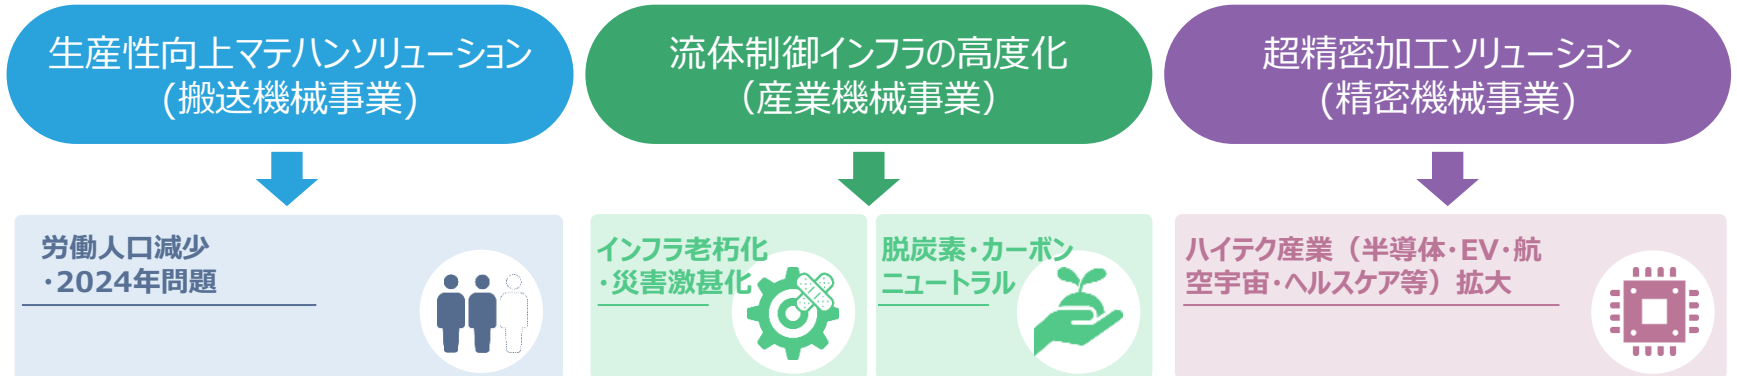 生産性向上マテハンソリューション
(搬送機械事業)
流体制御インフラの高度化
（産業機械事業）
超精密加工ソリューション
(精密機械事業)
労働人口減少
・2024年問題
インフラ老朽化
・災害激基化
脱炭素・カーボン
ニュートラル
ハイテク産業（半導体・EV・航
空宇宙・ヘルスケア等）拡大